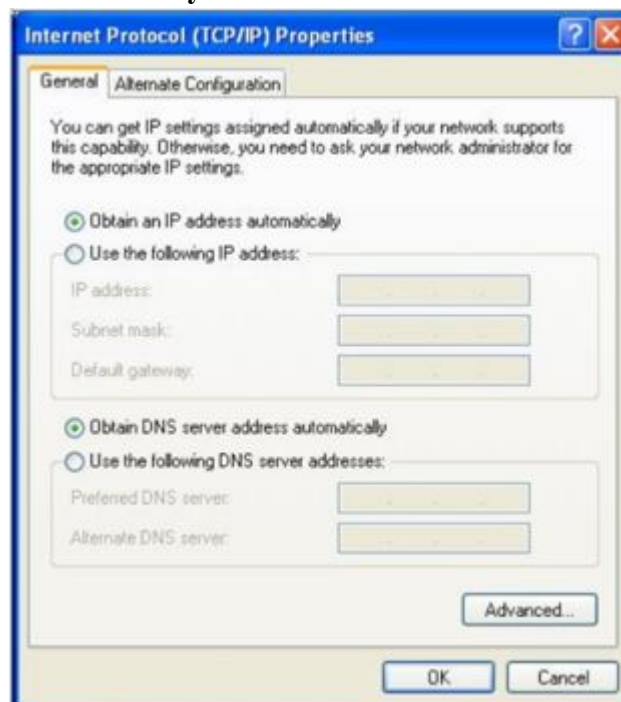 Internet Protocol (TCP/IP) Properties
General Alternate Configuration
You can get IP settings assigned automatically if your network supports
this capability. Otherwise, you need to ask your network administrator for
the appropriate IP settings.
Obtain an IP address automatically
Use the following IP address:
IP address:
Subnet mask:
Default gateway:
Obtain DNS server address automatically
Use the following DNS server addresses:
Preferred DNS server:
Alternate DNS server:
Advanced...
OK Cancel